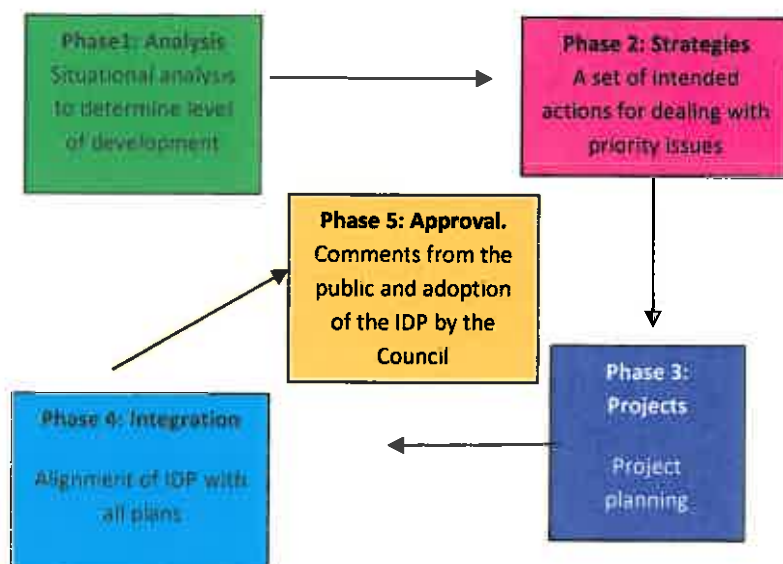 Phase1: Analysis
Situational analysis
to determine level
of development
Phase 2: Strategies
A set of intended
actions for dealing with
priority issues
Phase 3:
Projects
Project
planning
Phase 4: Integration
Alignment of IDP with
all plans
Phase 5: Approval.
Comments from the
public and adoption
of the IDP by the
Council